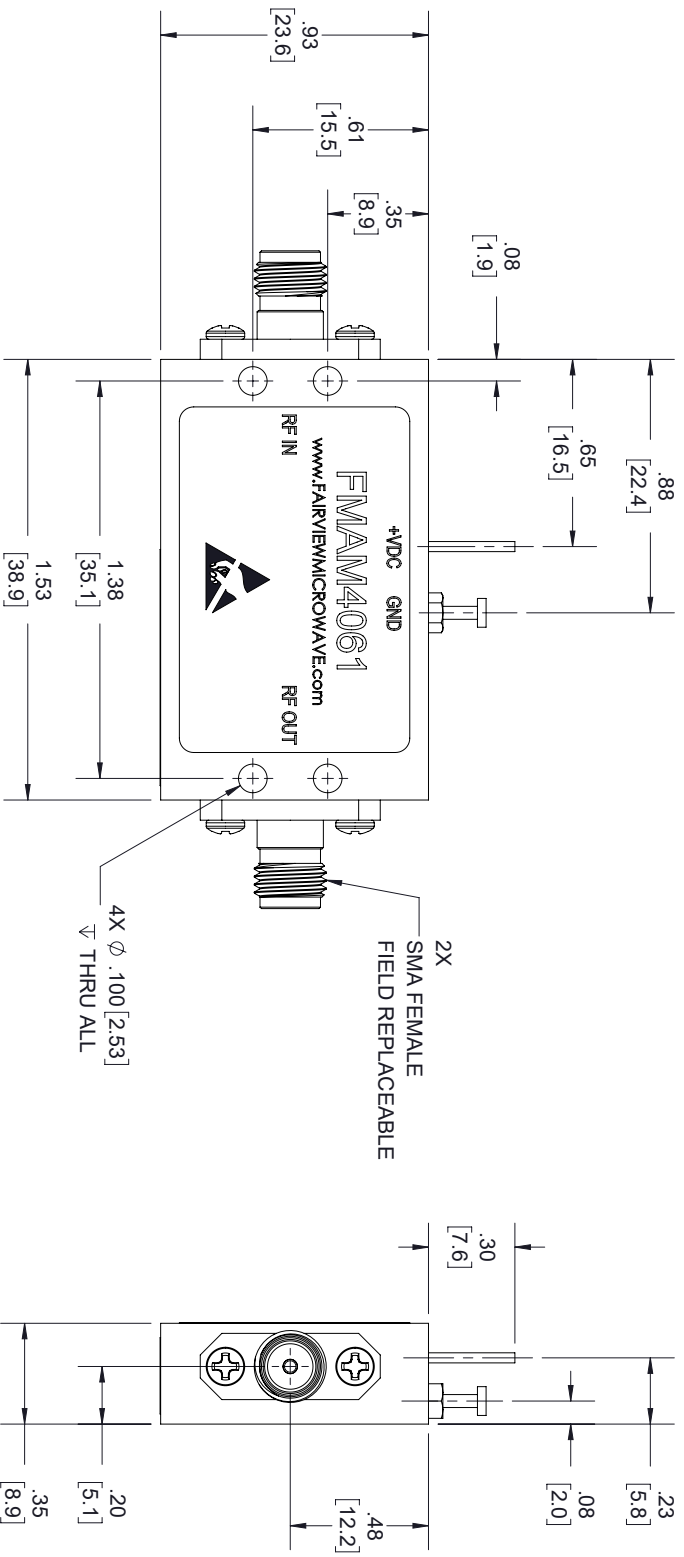 .93
[23.6]
.61
[15.5]
.35
[8.9]
.08
[1.9]
.65
[16.5]
.88
[22.4]
+VDC GND
FMAM4061
www.FAIRVIEWMICROWAVE.com
RF IN
RF OUT
1.38
[35.1]
1.53
[38.9]
2X
SMA FEMALE
FIELD REPLACEABLE
4X Ø .100 [2.53]
↧ THRU ALL
.30
[7.6]
.23
[5.8]
.08
[2.0]
.48
[12.2]
.20
[5.1]
.35
[8.9]